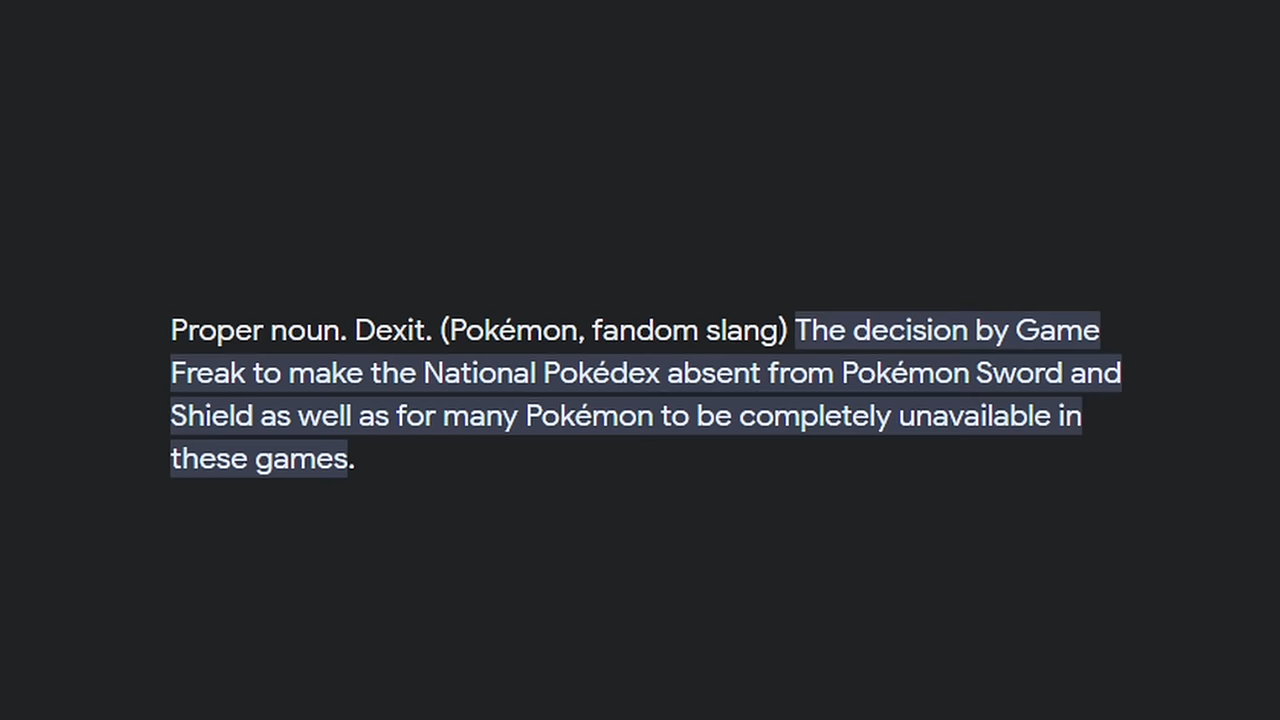 Proper noun. Dexit. (Pokémon, fandom slang) The decision by Game
Freak to make the National Pokédex absent from Pokémon Sword and
Shield as well as for many Pokémon to be completely unavailable in
these games.